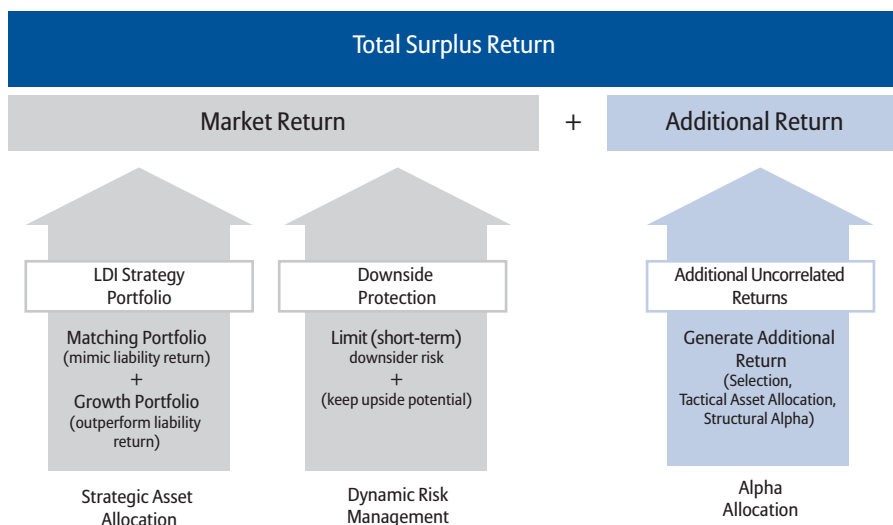 Total Surplus Return
Market Return
+
Additional Return
LDI Strategy
Portfolio
Matching Portfolio
(mimic liability return)
+
Growth Portfolio
(outperform liability
return)
Strategic Asset
Allocation
Downside
Protection
Limit (short-term)
downsider risk
+
(keep upside potential)
Dynamic Risk
Management
Additional Uncorrelated
Returns
Generate Additional
Return
(Selection,
Tactical Asset Allocation,
Structural Alpha)
Alpha
Allocation